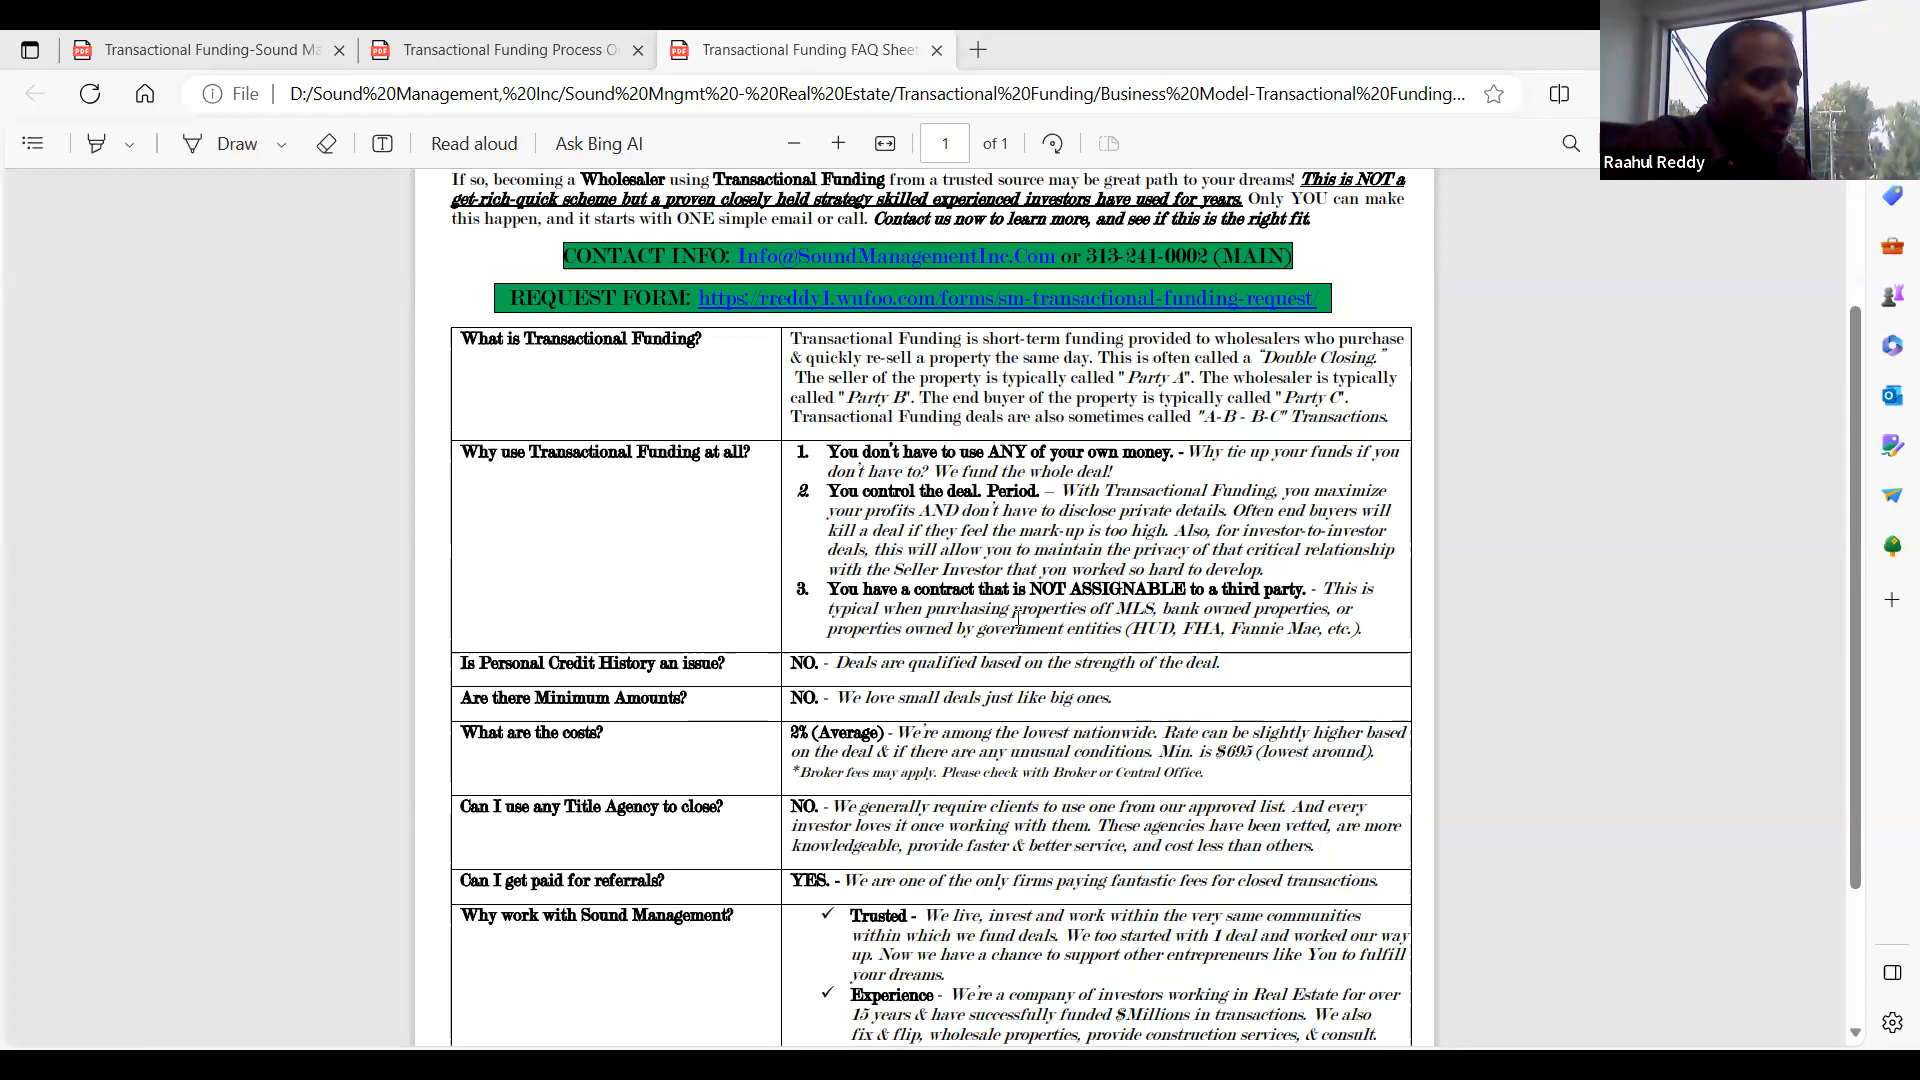 Transactional Funding-Sound Ma
Transactional Funding Process O
Transactional Funding FAQ Sheet
File
D:/Sound%20Management,%20Inc/Sound%20Mngmt%20-%20Real%20Estate/Transactional%20Funding/Business%20Model-Transactional%20Funding...
Raahul Reddy
Draw
Read aloud
Ask Bing AI
1
of 1
If so, becoming a Wholesaler using Transactional Funding from a trusted source may be great path to your dreams! This is NOT a
get-rich-quick scheme but a proven closely held strategy skilled experienced investors have used for years. Only YOU can make
this happen, and it starts with ONE simple email or call. Contact us now to learn more, and see if this is the right fit.
CONTACT INFO: Info@SoundManagementInc.Com or 313-241-0002 (MAIN)
REQUEST FORM: https://rreddy1.wufoo.com/forms/sm-transactional-funding-request/
What is Transactional Funding?
Transactional Funding is short-term funding provided to wholesalers who purchase
& quickly re-sell a property the same day. This is often called a “Double Closing.”
The seller of the property is typically called "Party A". The wholesaler is typically
called "Party B". The end buyer of the property is typically called "Party C".
Transactional Funding deals are also sometimes called "A-B - B-C" Transactions.
Why use Transactional Funding at all?
1. You don't have to use ANY of your own money. - Why tie up your funds if you
don't have to? We fund the whole deal!
2. You control the deal. Period. – With Transactional Funding, you maximize
your profits AND don't have to disclose private details. Often end buyers will
kill a deal if they feel the mark-up is too high. Also, for investor-to-investor
deals, this will allow you to maintain the privacy of that critical relationship
with the Seller Investor that you worked so hard to develop.
3. You have a contract that is NOT ASSIGNABLE to a third party. - This is
typical when purchasing properties off MLS, bank owned properties, or
properties owned by government entities (HUD, FHA, Fannie Mae, etc.).
Is Personal Credit History an issue?
NO. - Deals are qualified based on the strength of the deal.
Are there Minimum Amounts?
NO. - We love small deals just like big ones.
What are the costs?
2% (Average) - We're among the lowest nationwide. Rate can be slightly higher based
on the deal & if there are any unusual conditions. Min. is $695 (lowest around).
*Broker fees may apply. Please check with Broker or Central Office.
Can I use any Title Agency to close?
NO. - We generally require clients to use one from our approved list. And every
investor loves it once working with them. These agencies have been vetted, are more
knowledgeable, provide faster & better service, and cost less than others.
Can I get paid for referrals?
YES. - We are one of the only firms paying fantastic fees for closed transactions.
Why work with Sound Management?
✓ Trusted - We live, invest and work within the very same communities
within which we fund deals. We too started with 1 deal and worked our way
up. Now we have a chance to support other entrepreneurs like You to fulfill
your dreams.
✓ Experience - We're a company of investors working in Real Estate for over
15 years & have successfully funded $Millions in transactions. We also
fix & flip, wholesale properties, provide construction services, & consult.